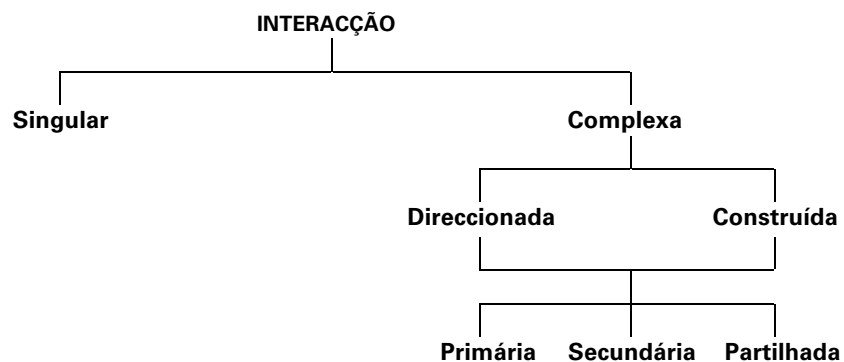 INTERACÇÃO
Singular Complexa
Direccionada Construída
Primária Secundária Partilhada